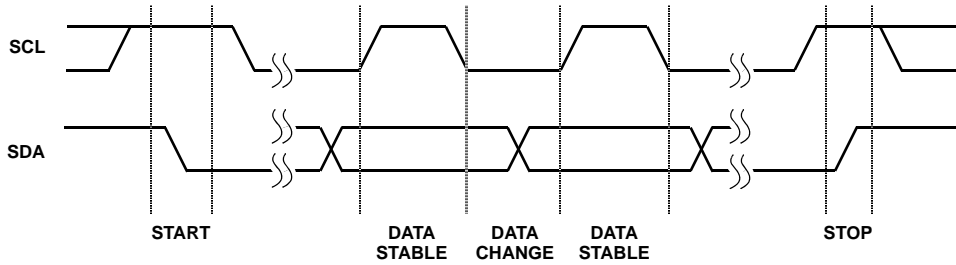 SCL
SDA
START
DATA
STABLE
DATA
CHANGE
DATA
STABLE
STOP